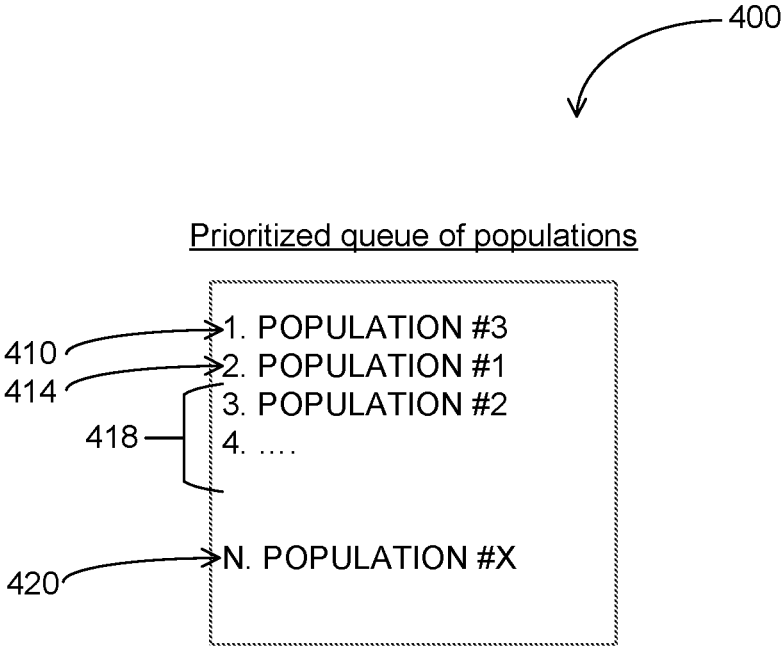 400
Prioritized queue of populations
410
1. POPULATION #3
414
2. POPULATION #1
3. POPULATION #2
418
4. ....
420
N. POPULATION #X